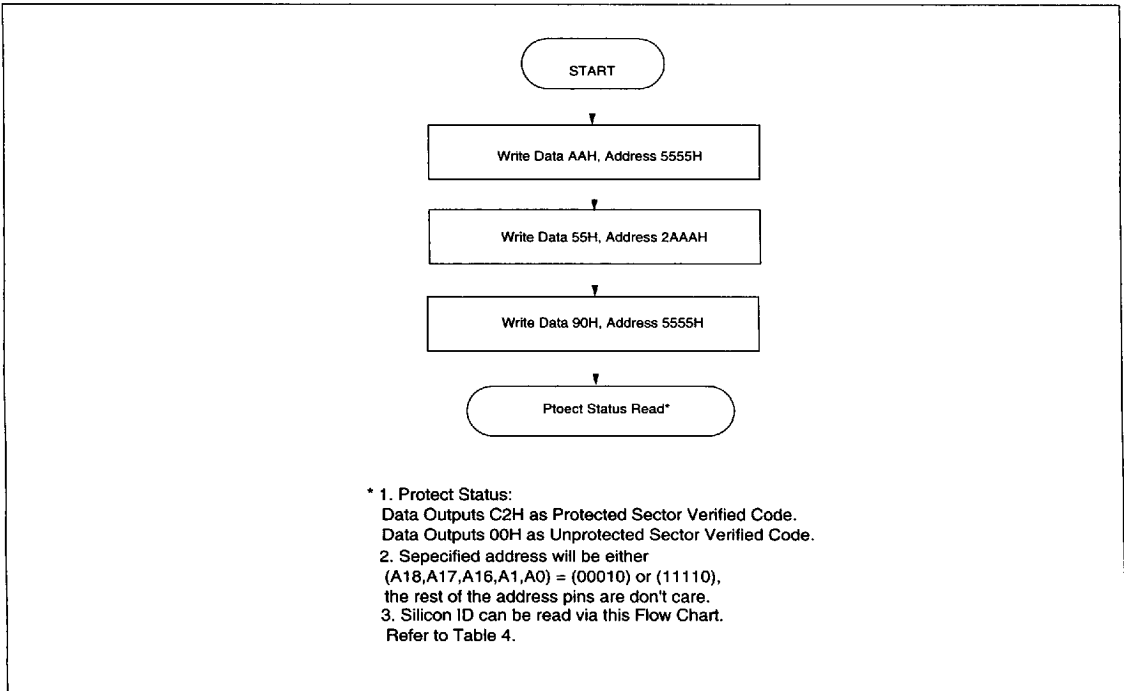 START
Write Data AAH, Address 5555H
Write Data 55H, Address 2AAAH
Write Data 90H, Address 5555H
Ptoect Status Read*
* 1. Protect Status:
Data Outputs C2H as Protected Sector Verified Code.
Data Outputs 00H as Unprotected Sector Verified Code.
2. Sepecified address will be either
(A18,A17,A16,A1,A0) = (00010) or (11110),
the rest of the address pins are don't care.
3. Silicon ID can be read via this Flow Chart.
Refer to Table 4.